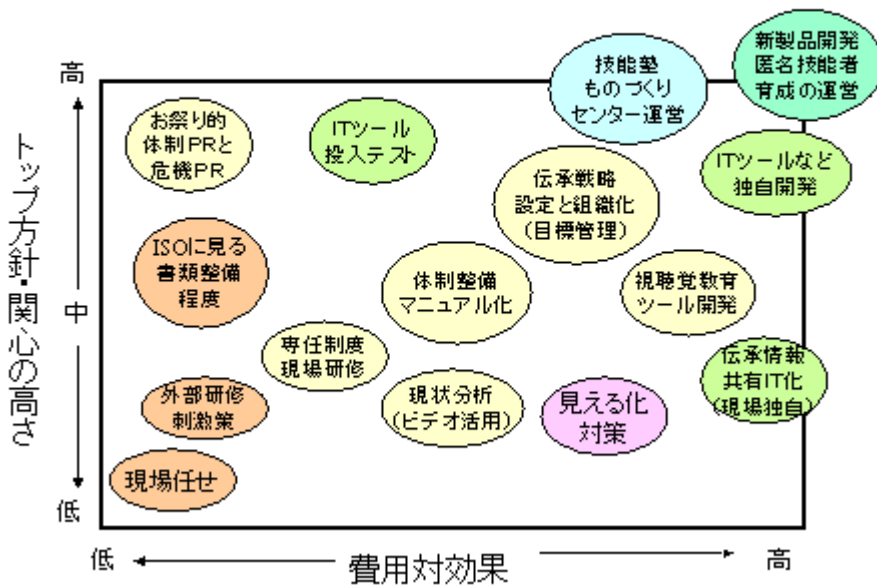 高
中
低
トップ方針・関心の高さ
新製品開発
匿名技能者
育成の運営
技能塾
ものづくり
センター運営
お祭り的
体制PRと
危機PR
ITツール
投入テスト
ITツールなど
独自開発
伝承戦略
設定と組織化
(目標管理)
ISOに見る
書類整備
程度
体制整備
マニュアル化
視聴覚教育
ツール開発
専任制度
現場研修
伝承情報
共有IT化
(現場独自)
外部研修
刺激策
現状分析
(ビデオ活用)
見える化
対策
現場任せ
低
費用対効果
高